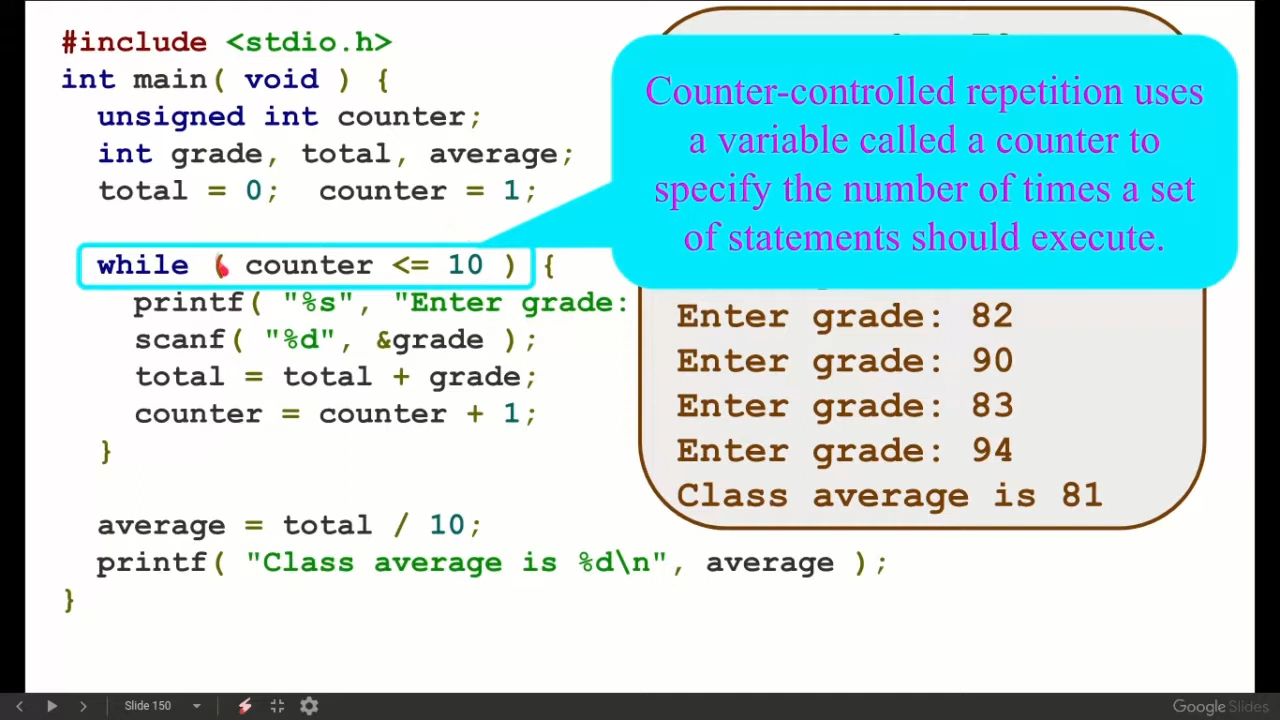 #include <stdio.h>
int main( void ) {
unsigned int counter;
int grade, total, average;
total = 0; counter = 1;
while ( counter <= 10 ) {
printf( "%s", "Enter grade:
scanf( "%d", &grade );
total = total + grade;
counter = counter + 1;
}
average = total / 10;
printf( "Class average is %d\n", average );
}
Counter-controlled repetition uses
a variable called a counter to
specify the number of times a set
of statements should execute.
Enter grade: 82
Enter grade: 90
Enter grade: 83
Enter grade: 94
Class average is 81
Slide 150
Google Slides